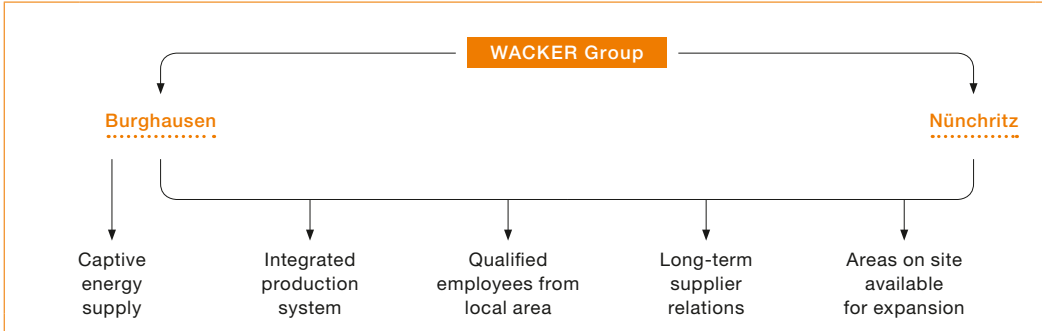 WACKER Group
Burghausen
Nünchritz
Captive
energy
supply
Integrated
production
system
Qualified
employees from
local area
Long-term
supplier
relations
Areas on site
available
for expansion